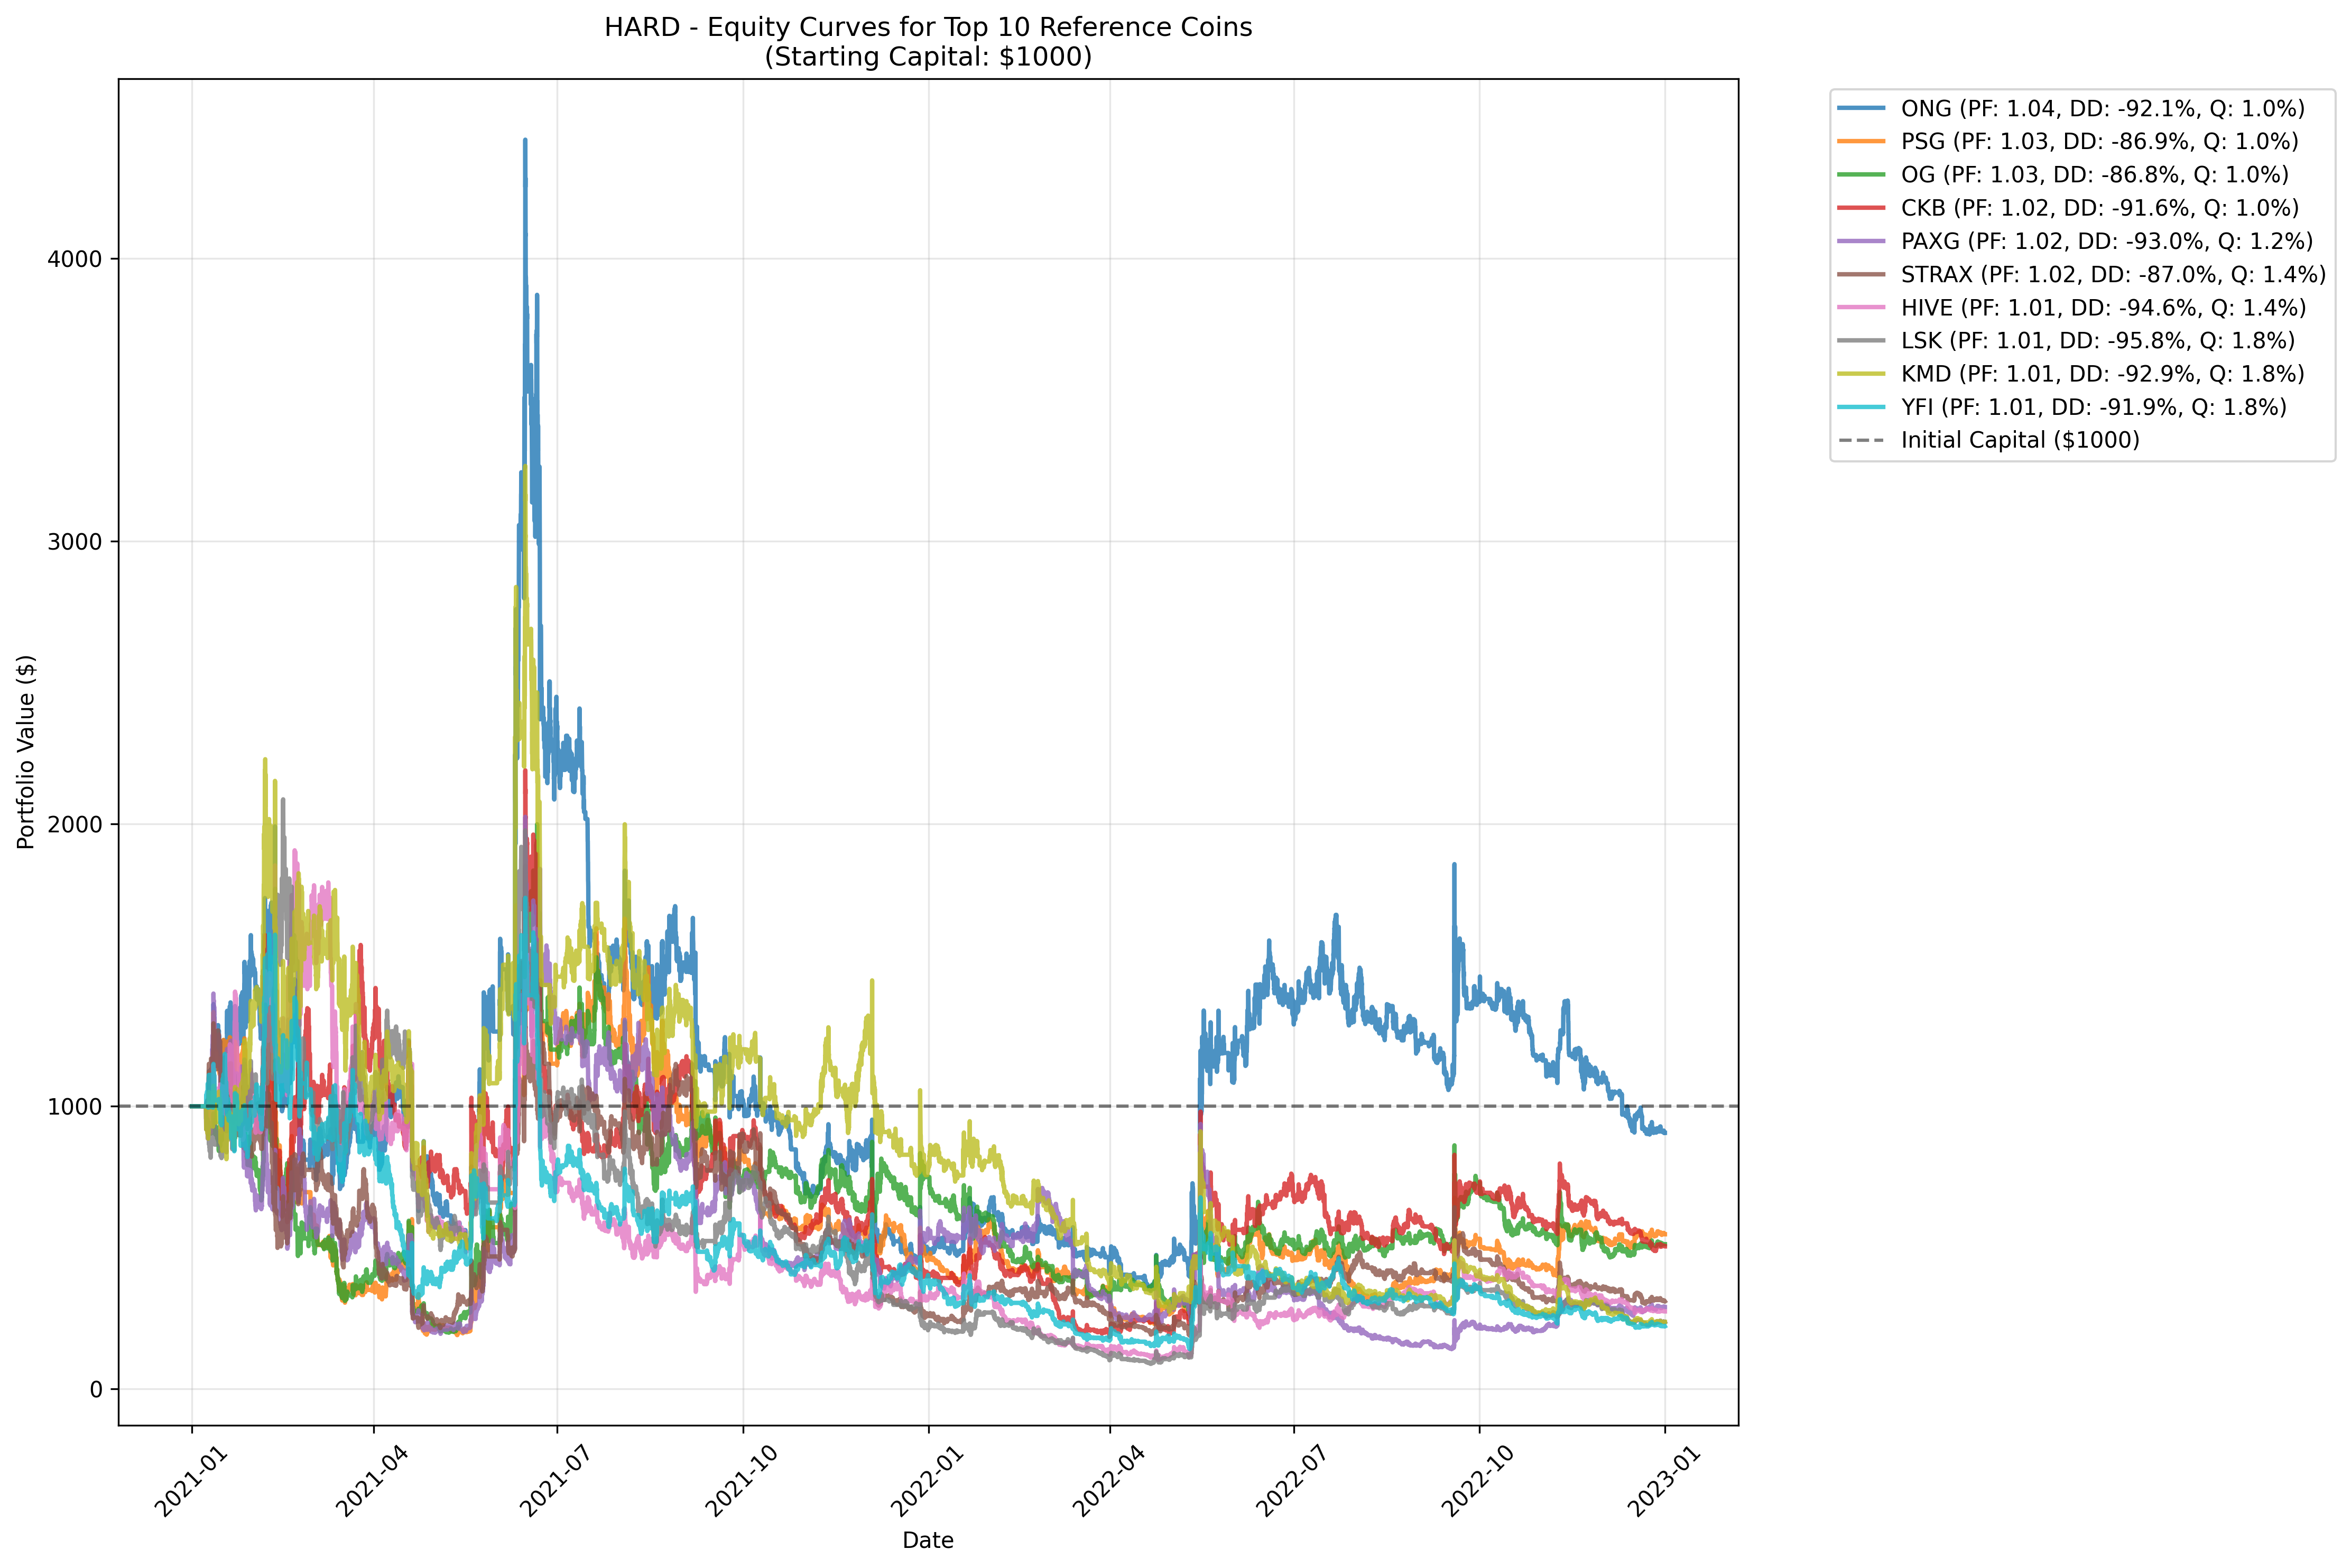 HARD - Equity Curves for Top 10 Reference Coins
(Starting Capital: $1000)
Portfolio Value ($)
4000
3000
2000
1000
0
2021-01
2021-04
2021-07
2021-10
2022-01
2022-04
2022-07
2022-10
2023-01
Date
ONG (PF: 1.04, DD: -92.1%, Q: 1.0%)
PSG (PF: 1.03, DD: -86.9%, Q: 1.0%)
OG (PF: 1.03, DD: -86.8%, Q: 1.0%)
CKB (PF: 1.02, DD: -91.6%, Q: 1.0%)
PAXG (PF: 1.02, DD: -93.0%, Q: 1.2%)
STRAX (PF: 1.02, DD: -87.0%, Q: 1.4%)
HIVE (PF: 1.01, DD: -94.6%, Q: 1.4%)
LSK (PF: 1.01, DD: -95.8%, Q: 1.8%)
KMD (PF: 1.01, DD: -92.9%, Q: 1.8%)
YFI (PF: 1.01, DD: -91.9%, Q: 1.8%)
Initial Capital ($1000)